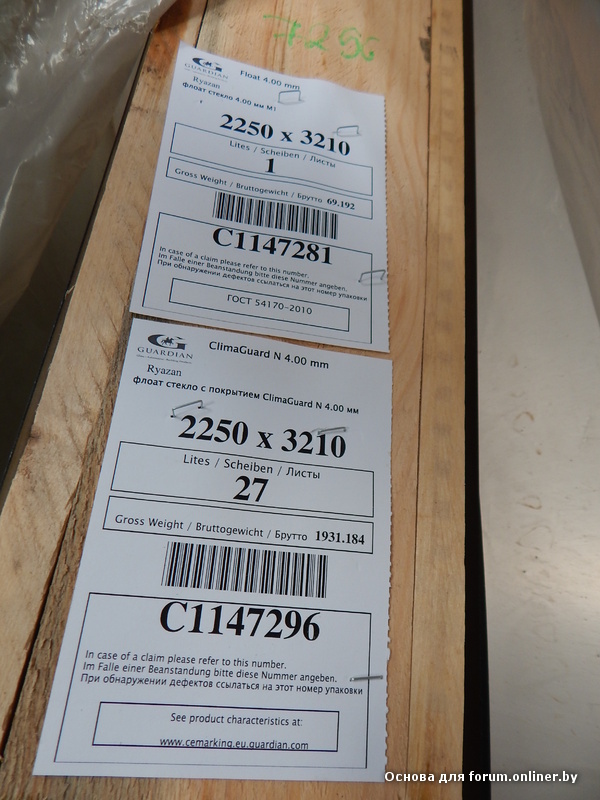 7256
GUARDIAN
Float 4.00 mm
Ryazan
флоат стекло 4.00 мм M1
2250 x 3210
Lites / Scheiben / Листы
1
Gross Weight / Bruttogewicht / Брутто 69.192
C1147281
In case of a claim please refer to this number.
Im Falle einer Beanstandung bitte diese Nummer angeben.
При обнаружении дефектов ссылаться на этот номер упаковки
ГОСТ 54170-2010
GUARDIAN
ClimaGuard N 4.00 mm
Ryazan
флоат стекло с покрытием ClimaGuard N 4.00 мм
2250 x 3210
Lites / Scheiben / Листы
27
Gross Weight / Bruttogewicht / Брутто 1931.184
C1147296
In case of a claim please refer to this number.
Im Falle einer Beanstandung bitte diese Nummer angeben.
При обнаружении дефектов ссылаться на этот номер упаковки
See product characteristics at:
www.cemarking.eu.guardian.com
Основа для forum.onliner.by